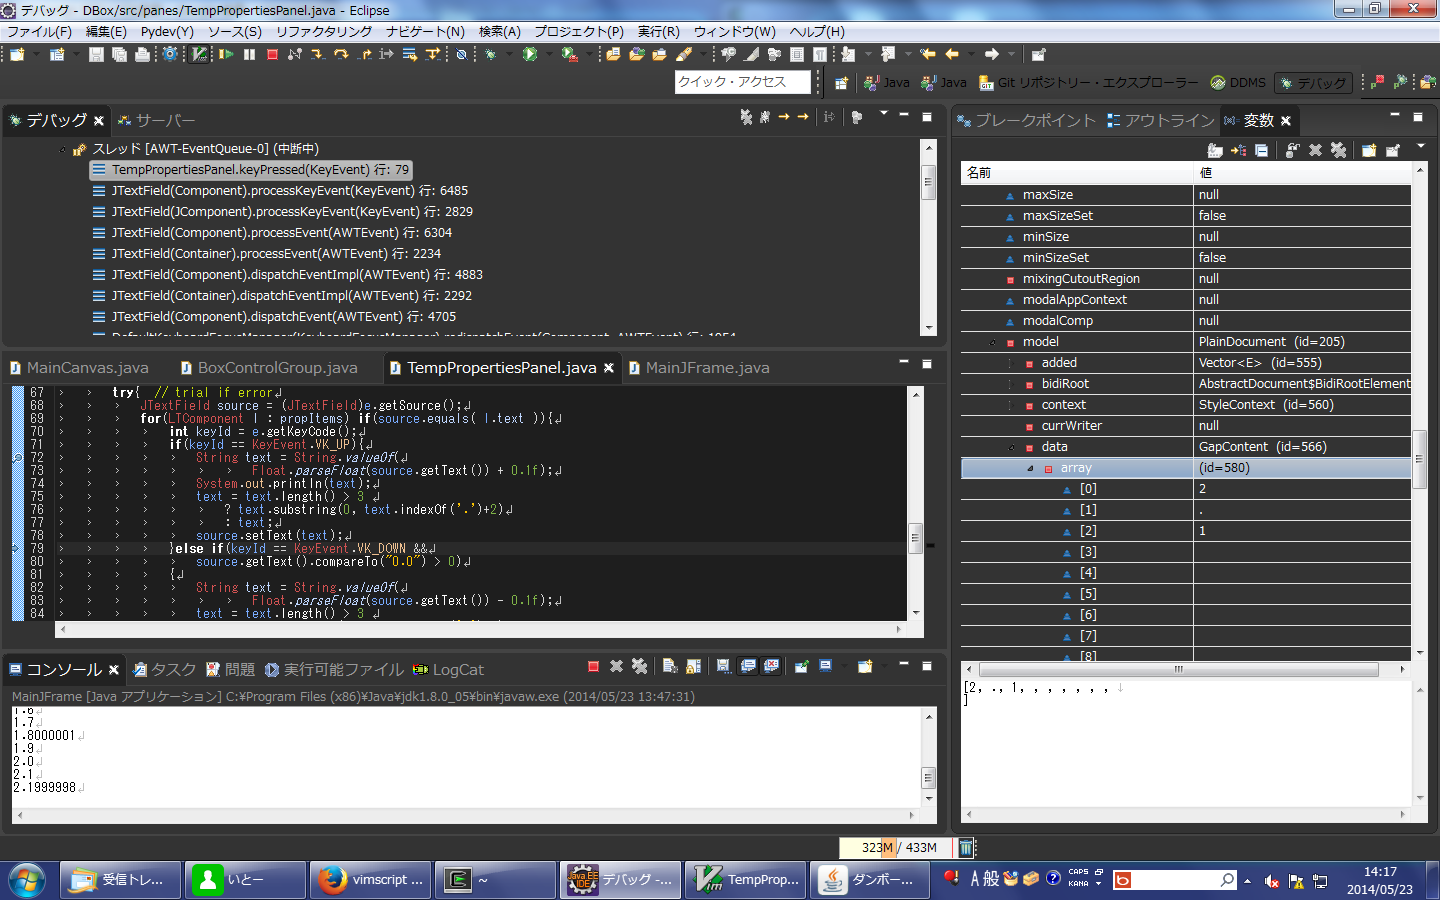 デバッグ - DBox/src/panes/TempPropertiesPanel.java - Eclipse
ファイル(F) 編集(E) Pydev(Y) ソース(S) リファクタリング ナビゲート(N) 検索(A) プロジェクト(P) 実行(R) ウィンドウ(W) ヘルプ(H)
クイック・アクセス Java Java Git リポジトリー・エクスプローラー DDMS デバッグ
デバッグ サーバー
スレッド [AWT-EventQueue-0] (中断中)
TempPropertiesPanel.keyPressed(KeyEvent) 行: 79
JTextField(Component).processKeyEvent(KeyEvent) 行: 6485
JTextField(JComponent).processKeyEvent(KeyEvent) 行: 2829
JTextField(Component).processEvent(AWTEvent) 行: 6304
JTextField(Container).processEvent(AWTEvent) 行: 2234
JTextField(Component).dispatchEventImpl(AWTEvent) 行: 4883
JTextField(Container).dispatchEventImpl(AWTEvent) 行: 2292
JTextField(Component).dispatchEvent(AWTEvent) 行: 4705
MainCanvas.java BoxControlGroup.java TempPropertiesPanel.java MainJFrame.java
67 try{ // trial if error
68 JTextField source = (JTextField)e.getSource();
69 for(LTComponent l : propItems) if(source.equals( l.text )){
70 int keyId = e.getKeyCode();
71 if(keyId == KeyEvent.VK_UP){
72 String text = String.valueOf(
73 Float.parseFloat(source.getText()) + 0.1f);
74 System.out.println(text);
75 text = text.length() > 3
76 ? text.substring(0, text.indexOf('.')+2)
77 : text;
78 source.setText(text);
79 }else if(keyId == KeyEvent.VK_DOWN &&
80 source.getText().compareTo("0.0") > 0)
81 {
82 String text = String.valueOf(
83 Float.parseFloat(source.getText()) - 0.1f);
84 text = text.length() > 3
コンソール タスク 問題 実行可能ファイル LogCat
MainJFrame [Java アプリケーション] C:¥Program Files (x86)¥Java¥jdk1.8.0_05¥bin¥javaw.exe (2014/05/23 13:47:31)
1.6
1.7
1.8000001
1.9
2.0
2.1
2.1999998
ブレークポイント アウトライン 変数
名前 値
maxSize null
maxSizeSet false
minSize null
minSizeSet false
mixingCutoutRegion null
modalAppContext null
modalComp null
model PlainDocument (id=205)
added Vector<E> (id=555)
bidiRoot AbstractDocument$BidiRootElement
context StyleContext (id=560)
currWriter null
data GapContent (id=566)
array (id=580)
[0] 2
[1] .
[2] 1
[3]
[4]
[5]
[6]
[7]
[8]
[2, ., 1, , , , , , ,
]
323M / 433M
受信トレ... いとー vimscript ... ~ デバッグ -... TempProp... ダンボー...
A 般 CAPS KANA
14:17
2014/05/23